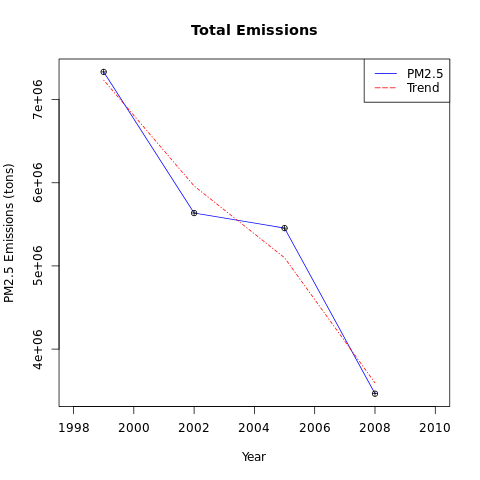 Total Emissions
PM2.5
Trend
PM2.5 Emissions (tons)
7e+06
6e+06
5e+06
4e+06
1998 2000 2002 2004 2006 2008 2010
Year